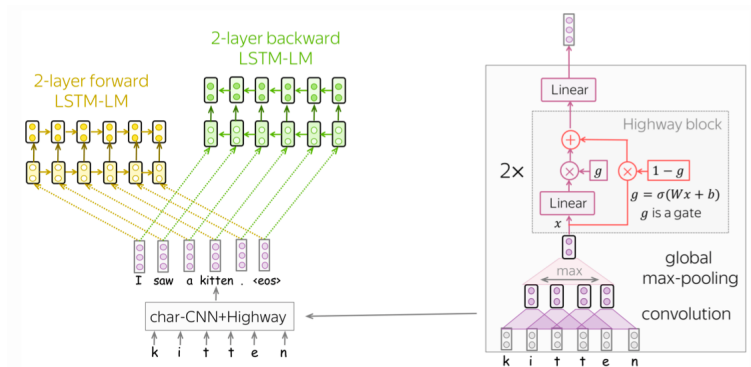 2-layer backward
LSTM-LM
2-layer forward
LSTM-LM
I saw a kitten . <eos>
char-CNN+Highway
k i t t e n
Linear
Highway block
2×
+
× g × 1 − g
g = σ(Wx + b)
g is a gate
Linear
x
global
max-pooling
max
convolution
k i t t e n